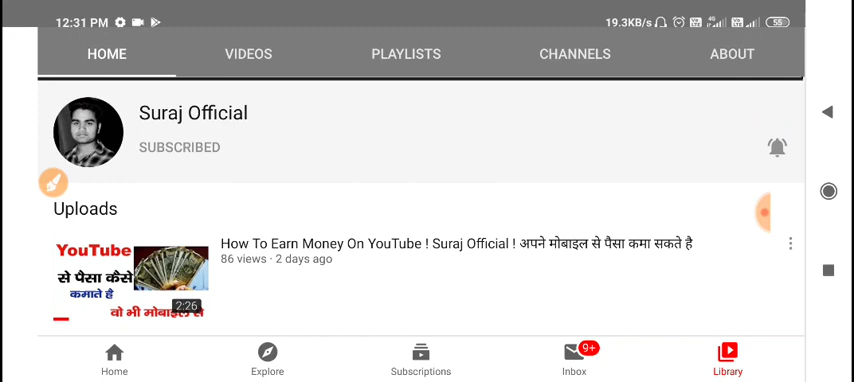 12:31 PM 19.3KB/s 4G 55
HOME VIDEOS PLAYLISTS CHANNELS ABOUT
Suraj Official
SUBSCRIBED
Uploads
How To Earn Money On YouTube ! Suraj Official ! अपने मोबाइल से पैसा कमा सकते है
86 views · 2 days ago
YouTube
से पैसा कैसे
कमाते है
2:26
वो भी मोबाइल से
Home Explore Subscriptions 9+ Inbox Library